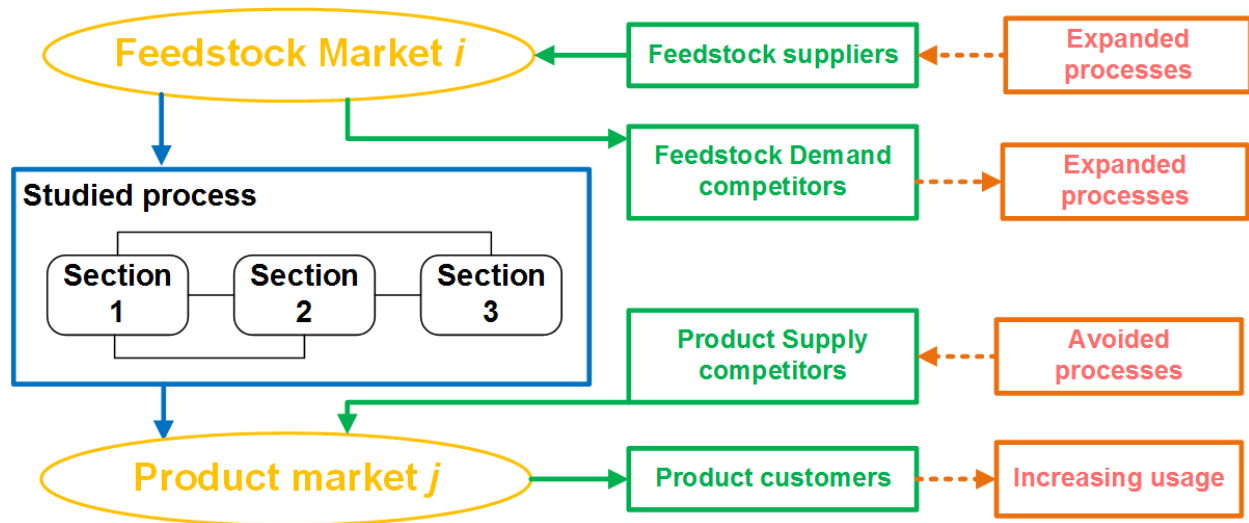 Feedstock Market i
Feedstock suppliers
Expanded
processes
Feedstock Demand
competitors
Expanded
processes
Studied process
Section
1
Section
2
Section
3
Product Supply
competitors
Avoided
processes
Product market j
Product customers
Increasing usage